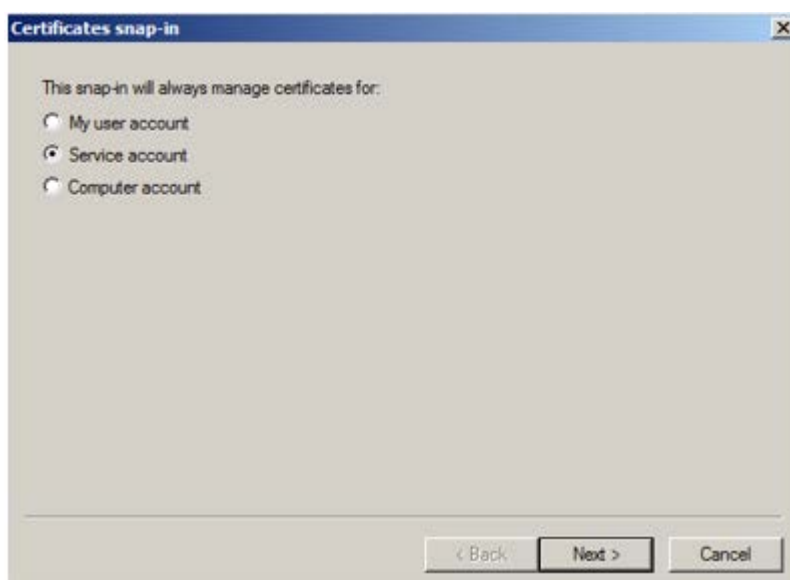 Certificates snap-in
This snap-in will always manage certificates for:
My user account
Service account
Computer account
< Back
Next >
Cancel